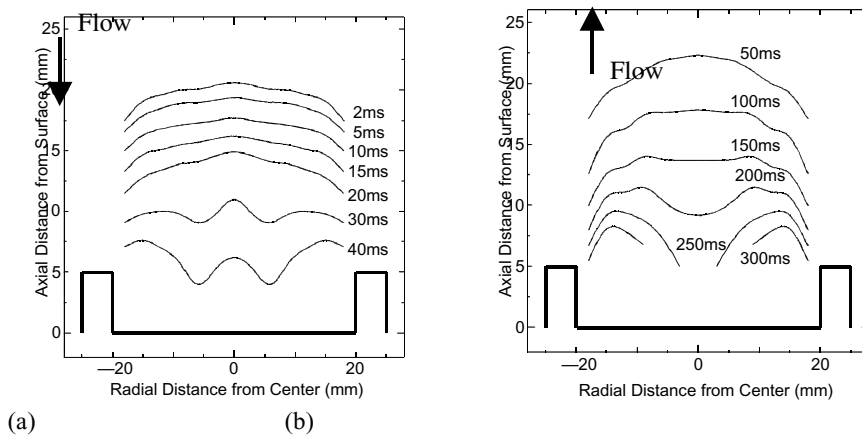 25
Flow
20
15
10
5
0
Axial Distance from Surface (mm)
2ms
5ms
10ms
15ms
20ms
30ms
40ms
—20
0
20
Radial Distance from Center (mm)
(a)
25
Flow
20
15
10
5
0
Axial Distance from Surface (mm)
50ms
100ms
150ms
200ms
250ms
300ms
—20
0
20
Radial Distance from Center (mm)
(b)